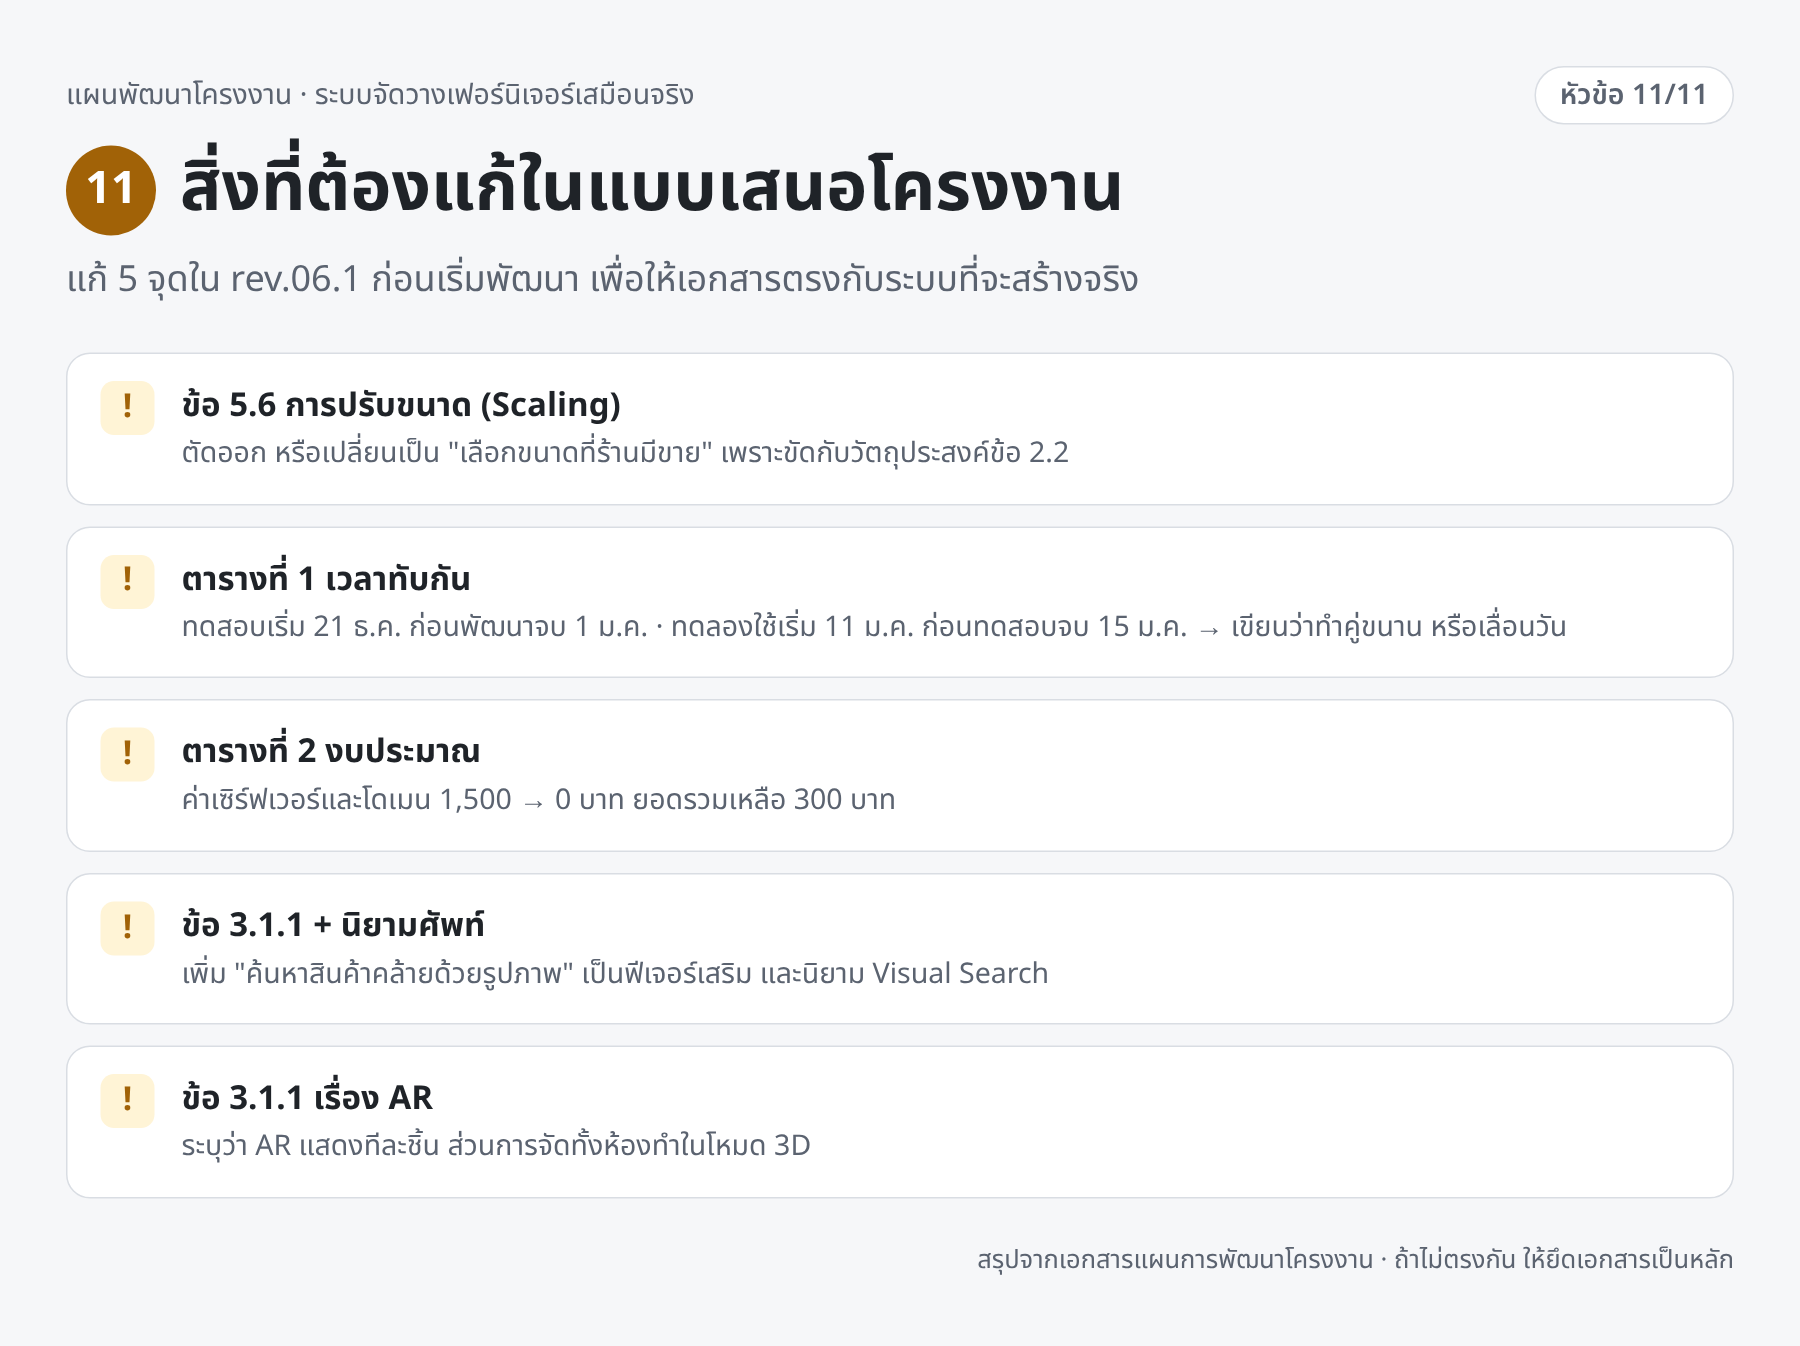 แผนพัฒนาโครงงาน · ระบบจัดวางเฟอร์นิเจอร์เสมือนจริง
หัวข้อ 11/11
11 สิ่งที่ต้องแก้ในแบบเสนอโครงงาน
แก้ 5 จุดใน rev.06.1 ก่อนเริ่มพัฒนา เพื่อให้เอกสารตรงกับระบบที่จะสร้างจริง
! ข้อ 5.6 การปรับขนาด (Scaling)
ตัดออก หรือเปลี่ยนเป็น "เลือกขนาดที่ร้านมีขาย" เพราะขัดกับวัตถุประสงค์ข้อ 2.2
! ตารางที่ 1 เวลาทับกัน
ทดสอบเริ่ม 21 ธ.ค. ก่อนพัฒนาจบ 1 ม.ค. · ทดลองใช้เริ่ม 11 ม.ค. ก่อนทดสอบจบ 15 ม.ค. → เขียนว่าทำคู่ขนาน หรือเลื่อนวัน
! ตารางที่ 2 งบประมาณ
ค่าเซิร์ฟเวอร์และโดเมน 1,500 → 0 บาท ยอดรวมเหลือ 300 บาท
! ข้อ 3.1.1 + นิยามศัพท์
เพิ่ม "ค้นหาสินค้าคล้ายด้วยรูปภาพ" เป็นฟีเจอร์เสริม และนิยาม Visual Search
! ข้อ 3.1.1 เรื่อง AR
ระบุว่า AR แสดงทีละชิ้น ส่วนการจัดทั้งห้องทำในโหมด 3D
สรุปจากเอกสารแผนการพัฒนาโครงงาน · ถ้าไม่ตรงกัน ให้ยึดเอกสารเป็นหลัก